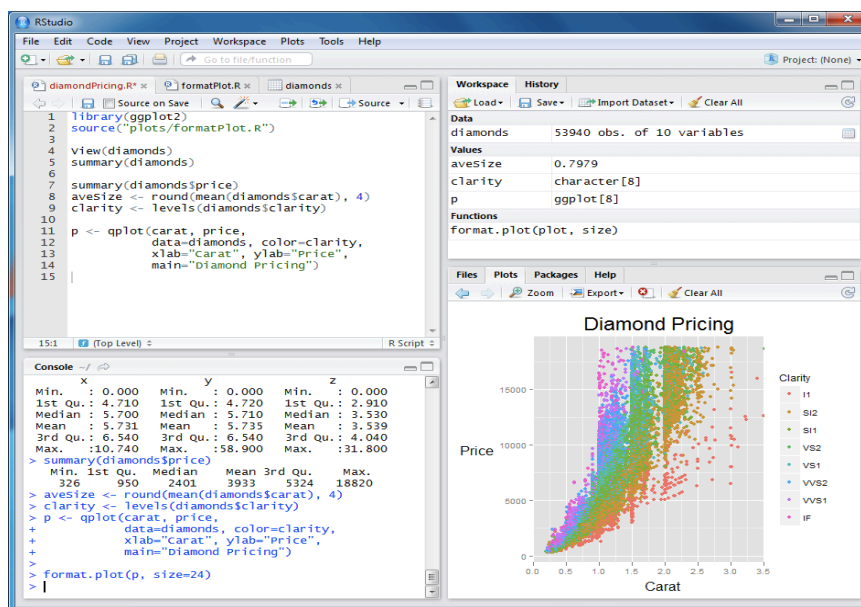 RStudio
File Edit Code View Project Workspace Plots Tools Help
Go to file/function
Project: (None)
diamondPricing.R* × formatPlot.R × diamonds ×
Source on Save Source
1 library(ggplot2)
2 source("plots/formatPlot.R")
3
4 View(diamonds)
5 summary(diamonds)
6
7 summary(diamonds$price)
8 aveSize <- round(mean(diamonds$carat), 4)
9 clarity <- levels(diamonds$clarity)
10
11 p <- qplot(carat, price,
12 data=diamonds, color=clarity,
13 xlab="Carat", ylab="Price",
14 main="Diamond Pricing")
15
15:1 (Top Level) R Script
Console ~/
x y z
Min. : 0.000 Min. : 0.000 Min. : 0.000
1st Qu.: 4.710 1st Qu.: 4.720 1st Qu.: 2.910
Median : 5.700 Median : 5.710 Median : 3.530
Mean : 5.731 Mean : 5.735 Mean : 3.539
3rd Qu.: 6.540 3rd Qu.: 6.540 3rd Qu.: 4.040
Max. :10.740 Max. :58.900 Max. :31.800
> summary(diamonds$price)
Min. 1st Qu. Median Mean 3rd Qu. Max.
326 950 2401 3933 5324 18820
> aveSize <- round(mean(diamonds$carat), 4)
> clarity <- levels(diamonds$clarity)
> p <- qplot(carat, price,
+ data=diamonds, color=clarity,
+ xlab="Carat", ylab="Price",
+ main="Diamond Pricing")
>
> format.plot(p, size=24)
>
Workspace History
Load Save Import Dataset Clear All
Data
diamonds 53940 obs. of 10 variables
Values
aveSize 0.7979
clarity character[8]
p ggplot[8]
Functions
format.plot(plot, size)
Files Plots Packages Help
Zoom Export Clear All
Diamond Pricing
Price
15000
10000
5000
0
0.0 0.5 1.0 1.5 2.0 2.5 3.0 3.5
Carat
Clarity
I1
SI2
SI1
VS2
VS1
VVS2
VVS1
IF